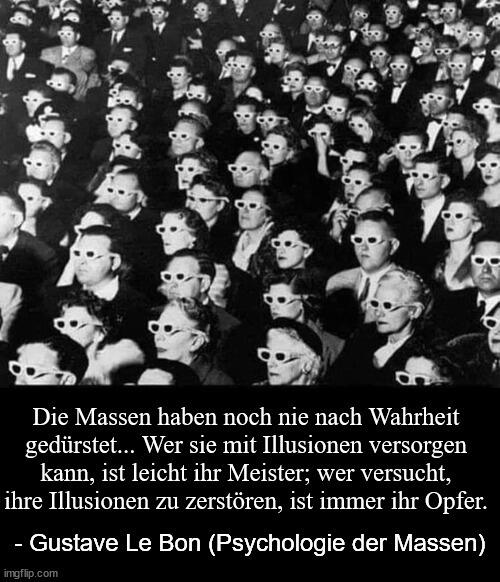 Die Massen haben noch nie nach Wahrheit
gedürstet... Wer sie mit Illusionen versorgen
kann, ist leicht ihr Meister; wer versucht,
ihre Illusionen zu zerstören, ist immer ihr Opfer.
- Gustave Le Bon (Psychologie der Massen)
imgflip.com